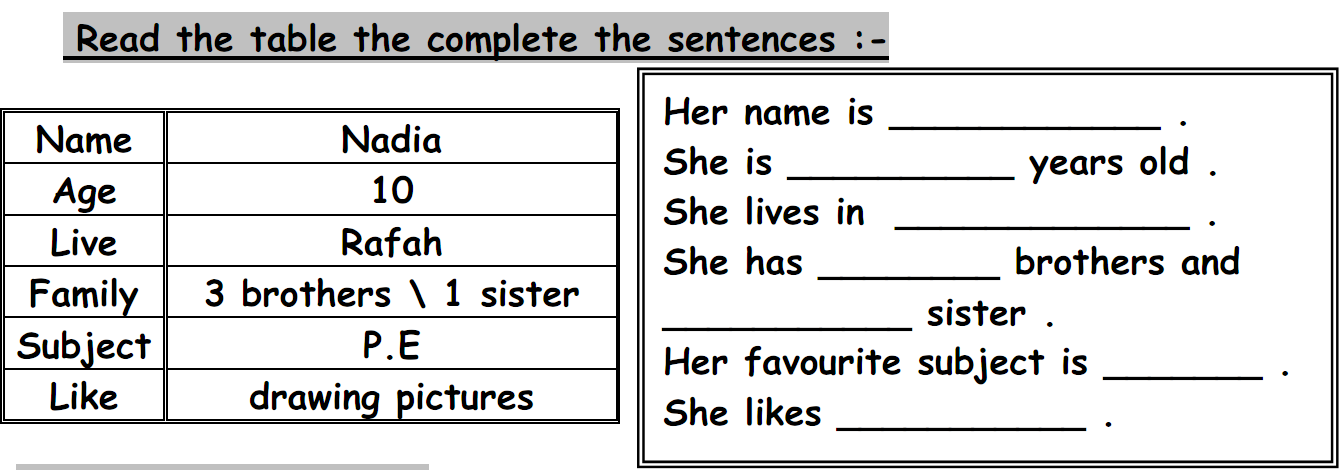 Read the table the complete the sentences :-
Name Nadia
Age 10
Live Rafah
Family 3 brothers \ 1 sister
Subject P.E
Like drawing pictures
Her name is ____________ .
She is __________ years old .
She lives in _____________ .
She has ________ brothers and
___________ sister .
Her favourite subject is _______ .
She likes ___________ .